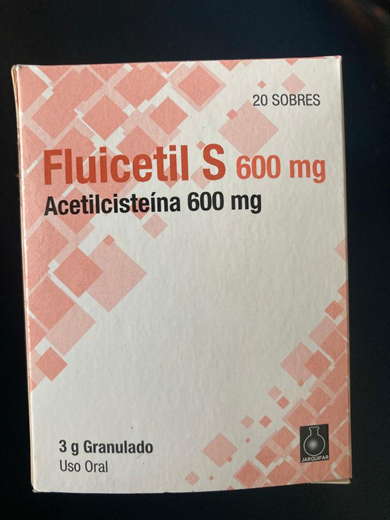 20 SOBRES
Fluicetil S 600 mg
Acetilcisteína 600 mg
3 g Granulado
Uso Oral
JARQUIFAR